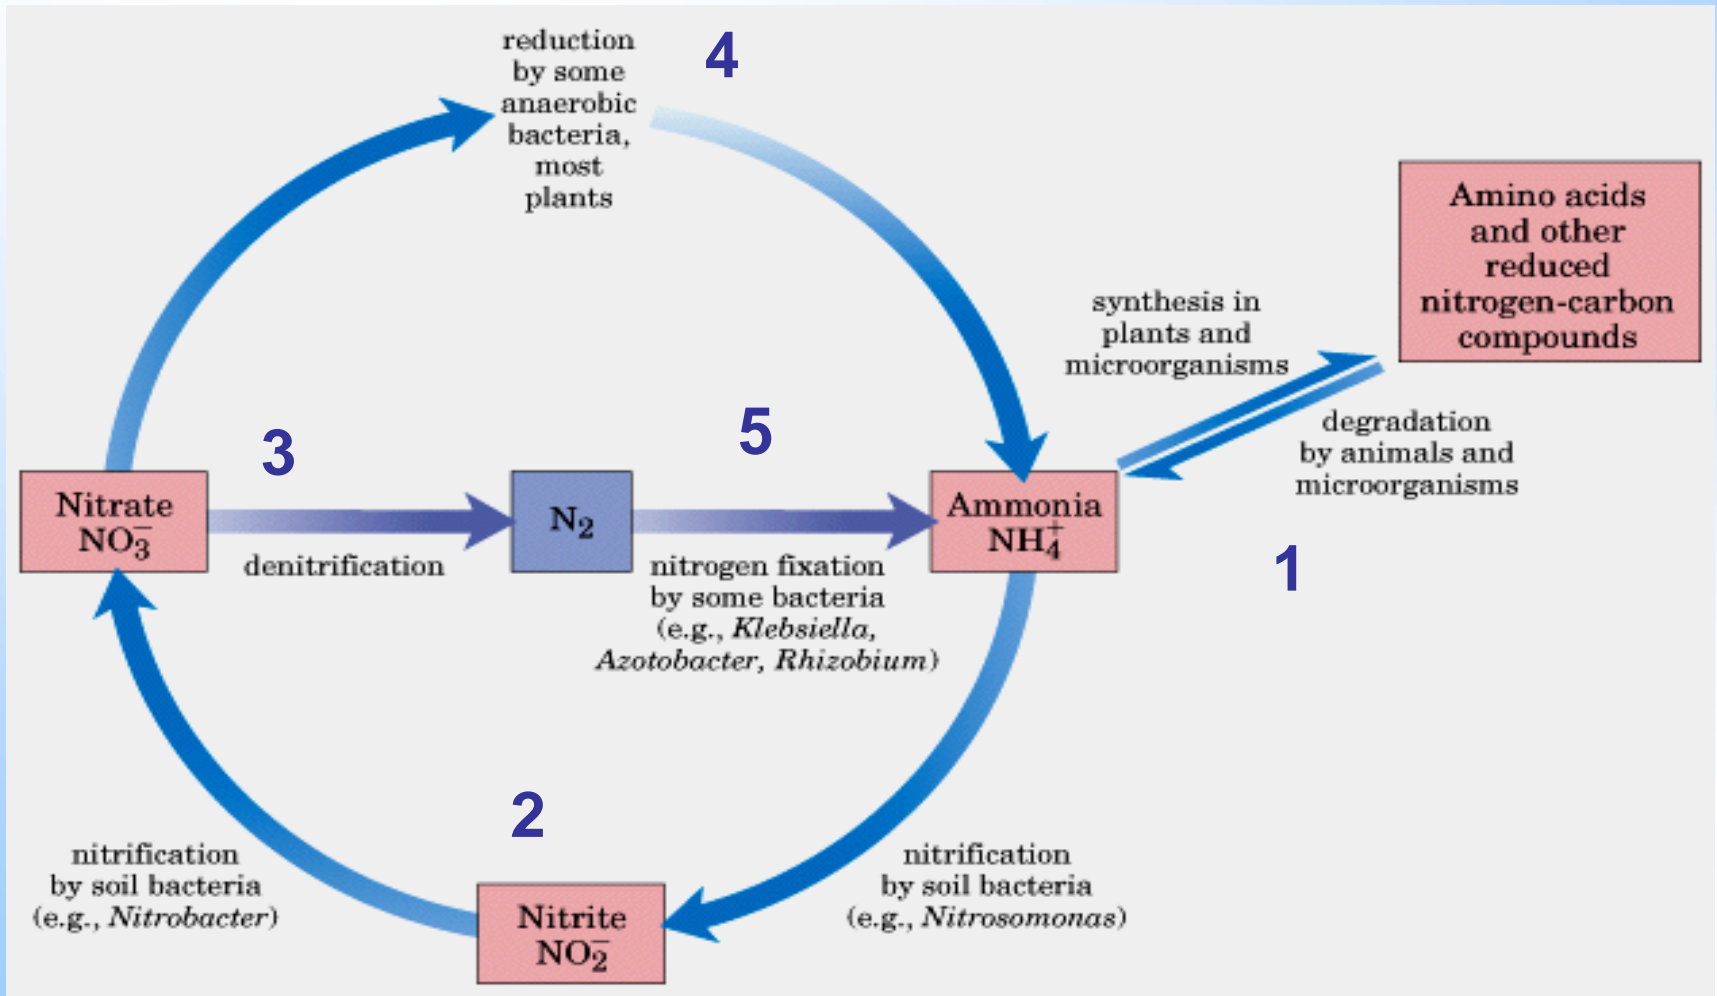 reduction
by some
anaerobic
bacteria,
most
plants
4
Amino acids
and other
reduced
nitrogen-carbon
compounds
synthesis in
plants and
microorganisms
degradation
by animals and
microorganisms
3
5
Nitrate
NO₃⁻
denitrification
N₂
nitrogen fixation
by some bacteria
(e.g., Klebsiella,
Azotobacter, Rhizobium)
Ammonia
NH₄⁺
1
2
nitrification
by soil bacteria
(e.g., Nitrobacter)
Nitrite
NO₂⁻
nitrification
by soil bacteria
(e.g., Nitrosomonas)